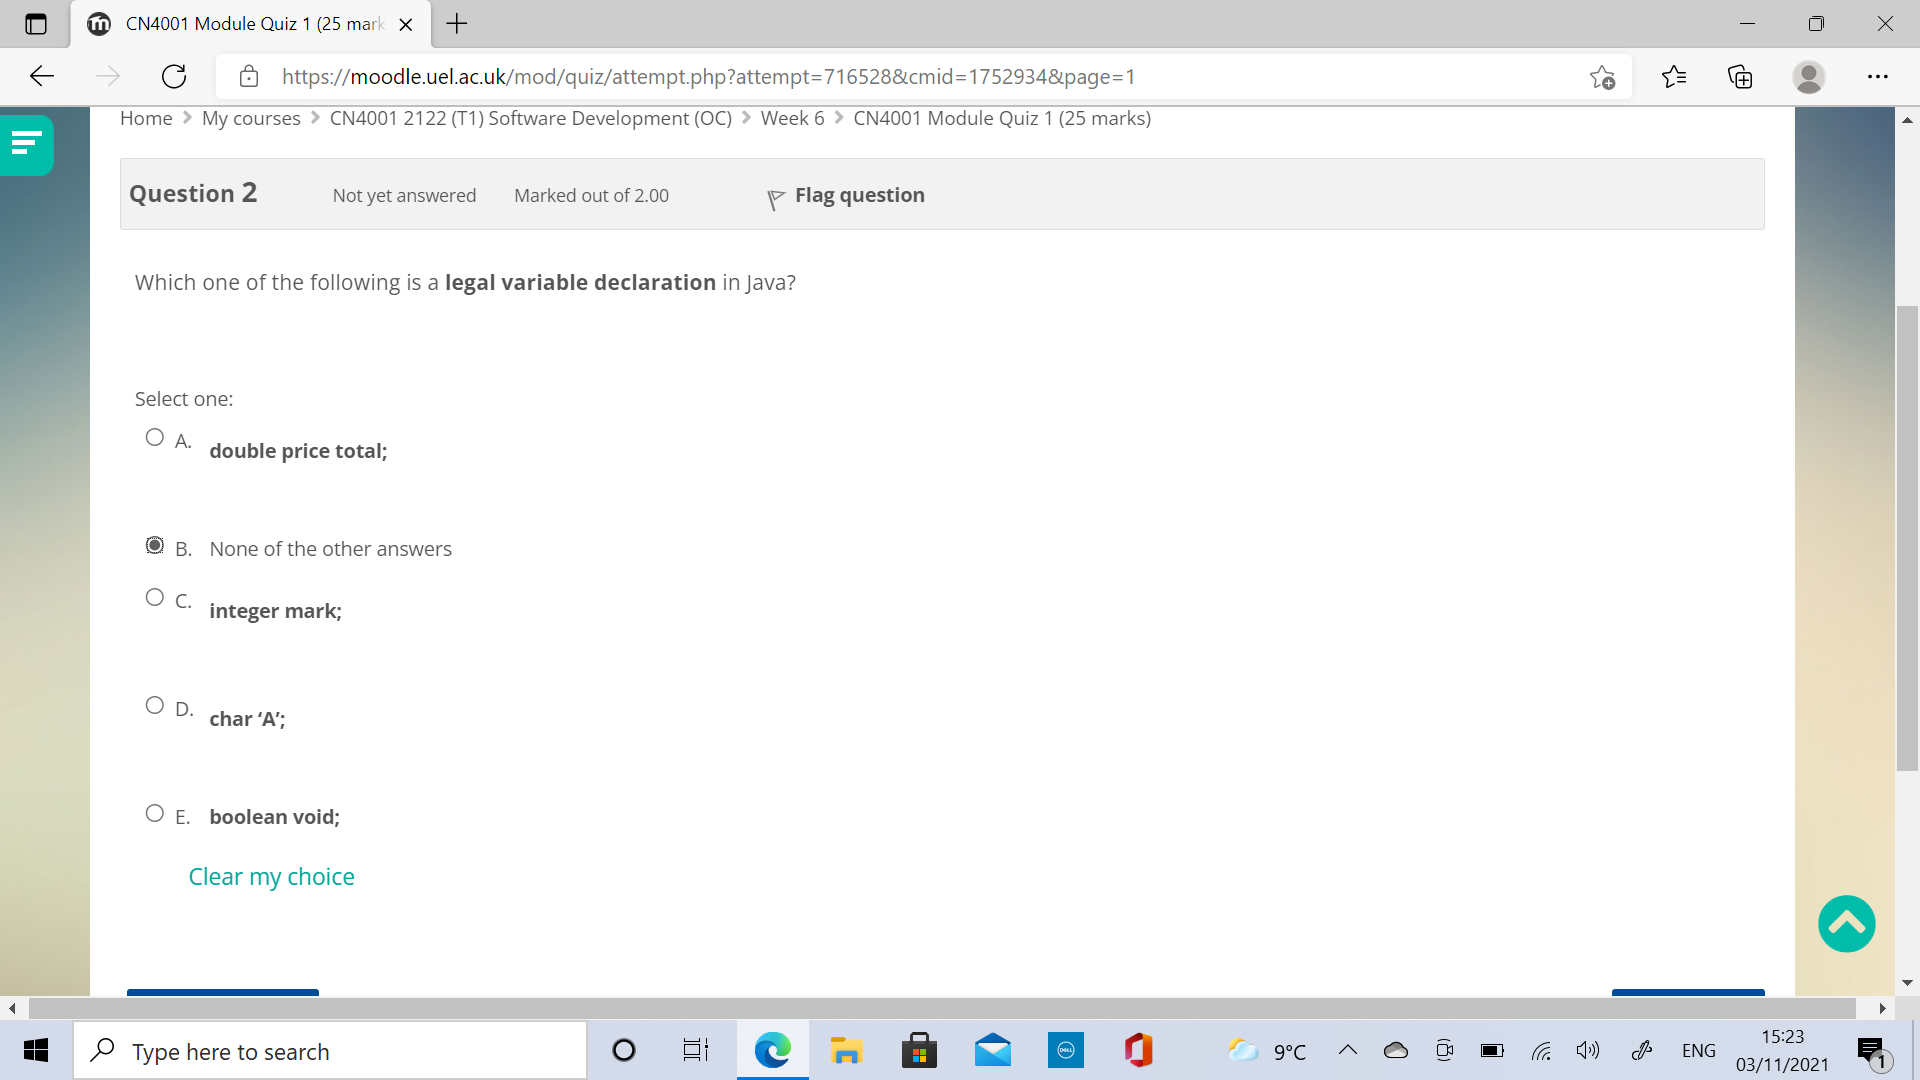 CN4001 Module Quiz 1 (25 mark
https://moodle.uel.ac.uk/mod/quiz/attempt.php?attempt=716528&cmid=1752934&page=1
Home > My courses > CN4001 2122 (T1) Software Development (OC) > Week 6 > CN4001 Module Quiz 1 (25 marks)
Question 2 Not yet answered Marked out of 2.00 Flag question
Which one of the following is a legal variable declaration in Java?
Select one:
A. double price total;
B. None of the other answers
C. integer mark;
D. char ‘A’;
E. boolean void;
Clear my choice
Type here to search
DELL
9°C
ENG
15:23
03/11/2021
1